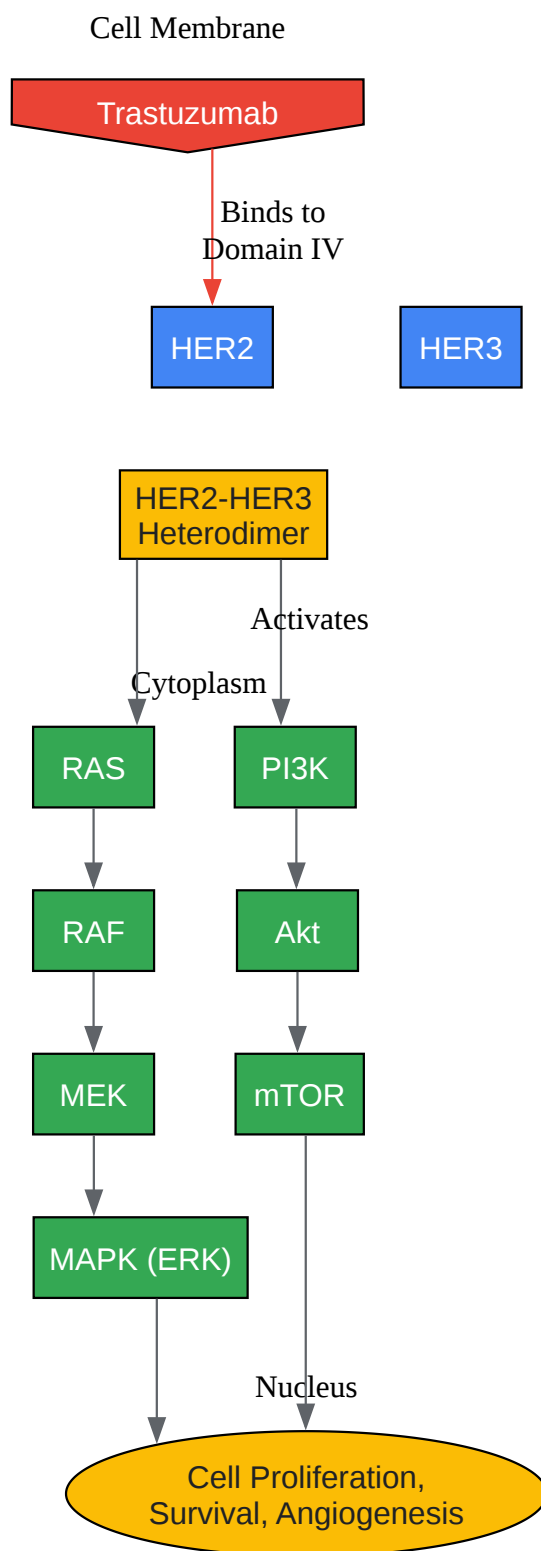 Cell Membrane
Trastuzumab
Binds to
Domain IV
HER2
HER3
HER2-HER3
Heterodimer
Activates
Cytoplasm
RAS
PI3K
RAF
Akt
MEK
mTOR
MAPK (ERK)
Nucleus
Cell Proliferation,
Survival, Angiogenesis